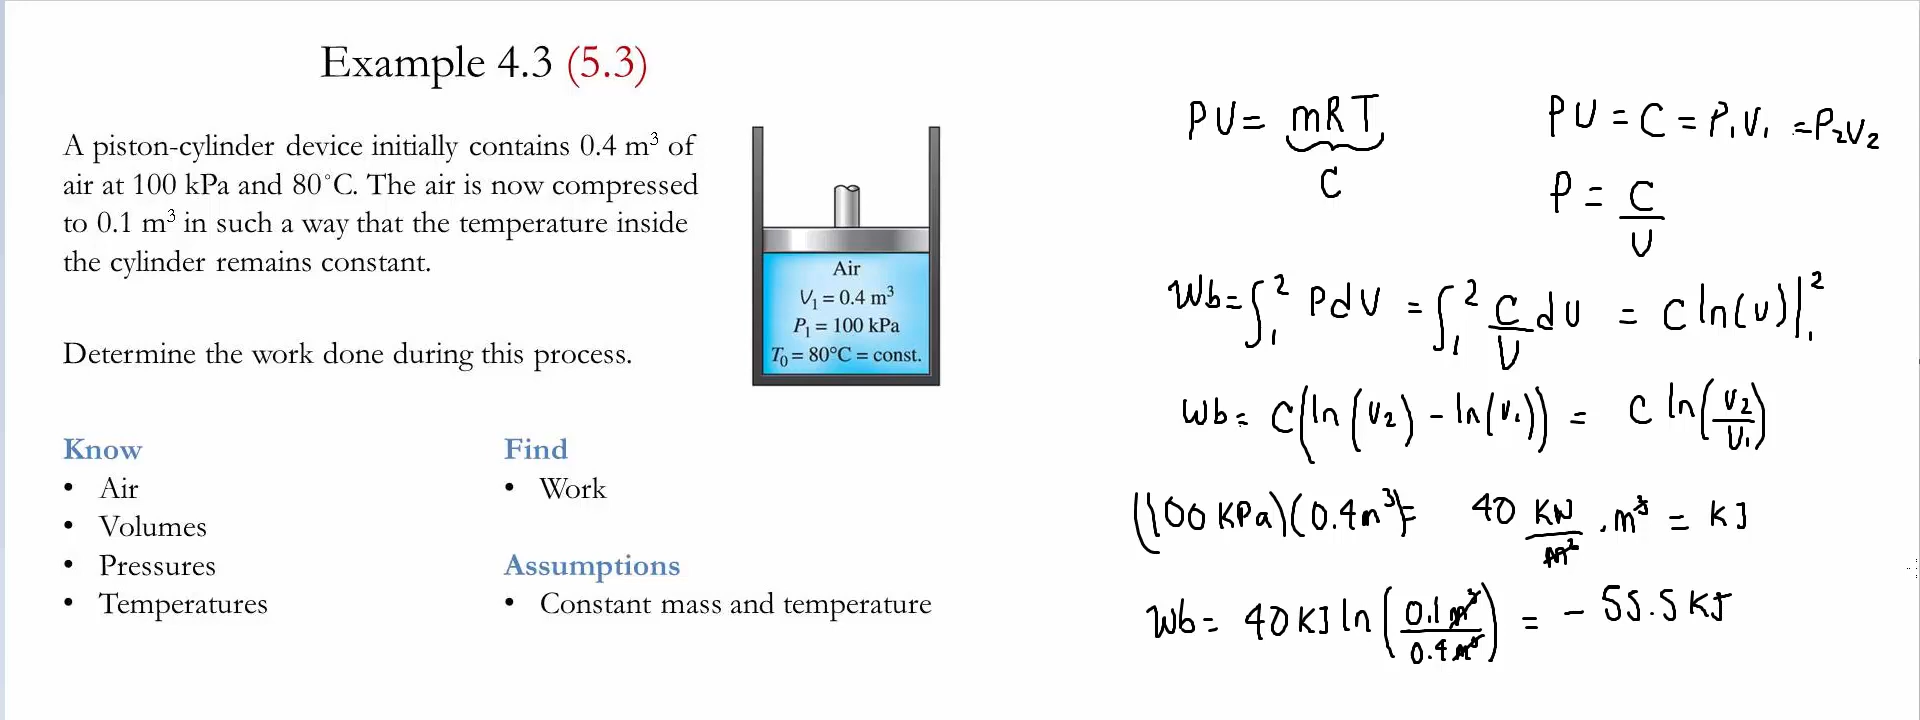 Example 4.3 (5.3)
A piston-cylinder device initially contains 0.4 m³ of
air at 100 kPa and 80°C. The air is now compressed
to 0.1 m³ in such a way that the temperature inside
the cylinder remains constant.
Determine the work done during this process.
Air
V₁ = 0.4 m³
P₁ = 100 kPa
T₀ = 80°C = const.
Know
• Air
• Volumes
• Pressures
• Temperatures
Find
• Work
Assumptions
• Constant mass and temperature
PV = mRT
C
PV = C = P₁V₁ = P₂V₂
P = C/V
Wb = ∫₁² PdV = ∫₁² C/V dV = C ln(V)|₁²
Wb = C(ln(V₂) - ln(V₁)) = C ln(V₂/V₁)
(100 KPa)(0.4m³) = 40 KN/m² · m³ = KJ
Wb = 40 KJ ln(0.1m³/0.4m³) = - 55.5 KJ